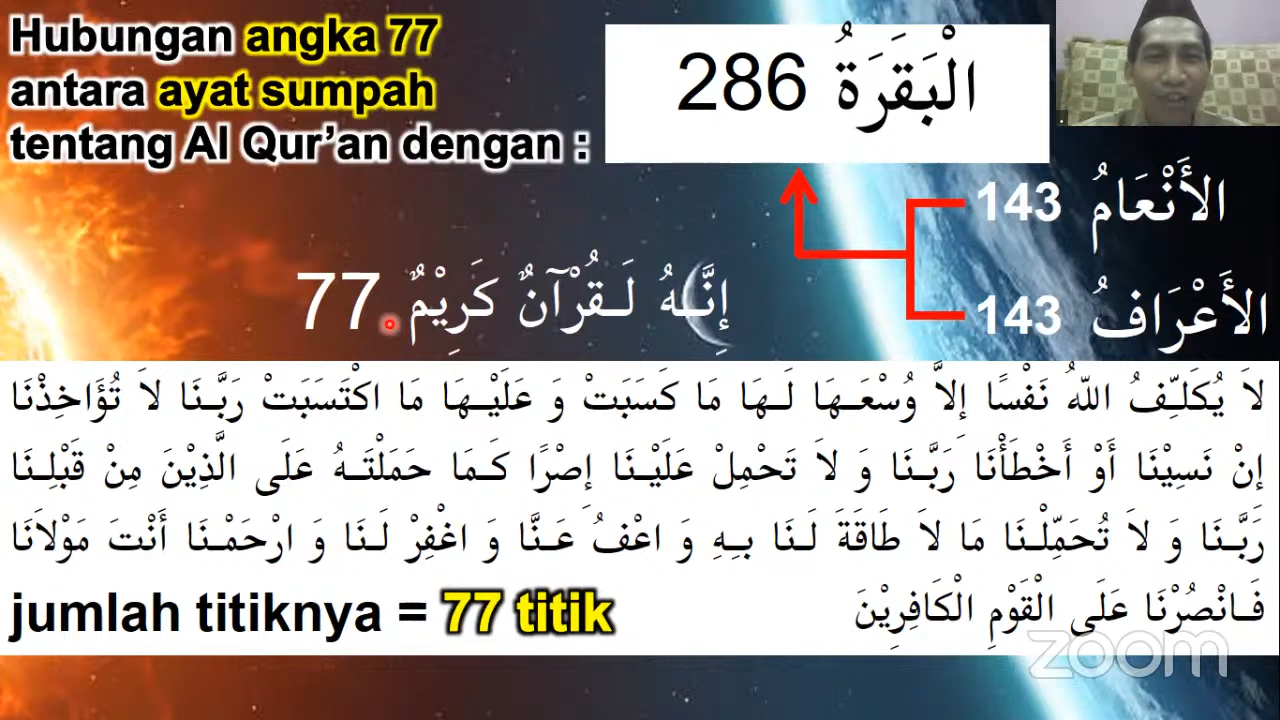 Hubungan angka 77
antara ayat sumpah
tentang Al Qur’an dengan :
الْبَقَرَةُ 286
الأَنْعَامُ 143
الأَعْرَافُ 143
إِنَّـهُ لَـقُرْآنٌ كَرِيْمٌ. 77
لاَ يُكَلِّـفُ اللّهُ نَفْسًا إِلاَّ وُسْعَـهَا لَـهَا مَا كَسَبَتْ وَ عَلَيْـهَا مَا اكْتَسَبَتْ رَبَّـنَا لاَ تُؤَاخِذْنَا
إِنْ نَسِيْنَا أَوْ أَخْطَأْنَا رَبَّـنَا وَ لاَ تَحْمِلْ عَلَيْـنَا إِصْرًا كَـمَا حَمَلْتَـهُ عَلَى الَّذِيْنَ مِنْ قَبْلِـنَا
رَبَّـنَا وَ لاَ تُحَمِّلْـنَا مَا لاَ طَاقَةَ لَـنَا بِـهِ وَ اعْفُ عَـنَّا وَ اغْفِرْ لَـنَا وَ ارْحَمْـنَا أَنْتَ مَوْلاَنَا
فَـانْصُرْنَا عَلَى الْقَوْمِ الْكَافِرِيْنَ
jumlah titiknya = 77 titik
zoom